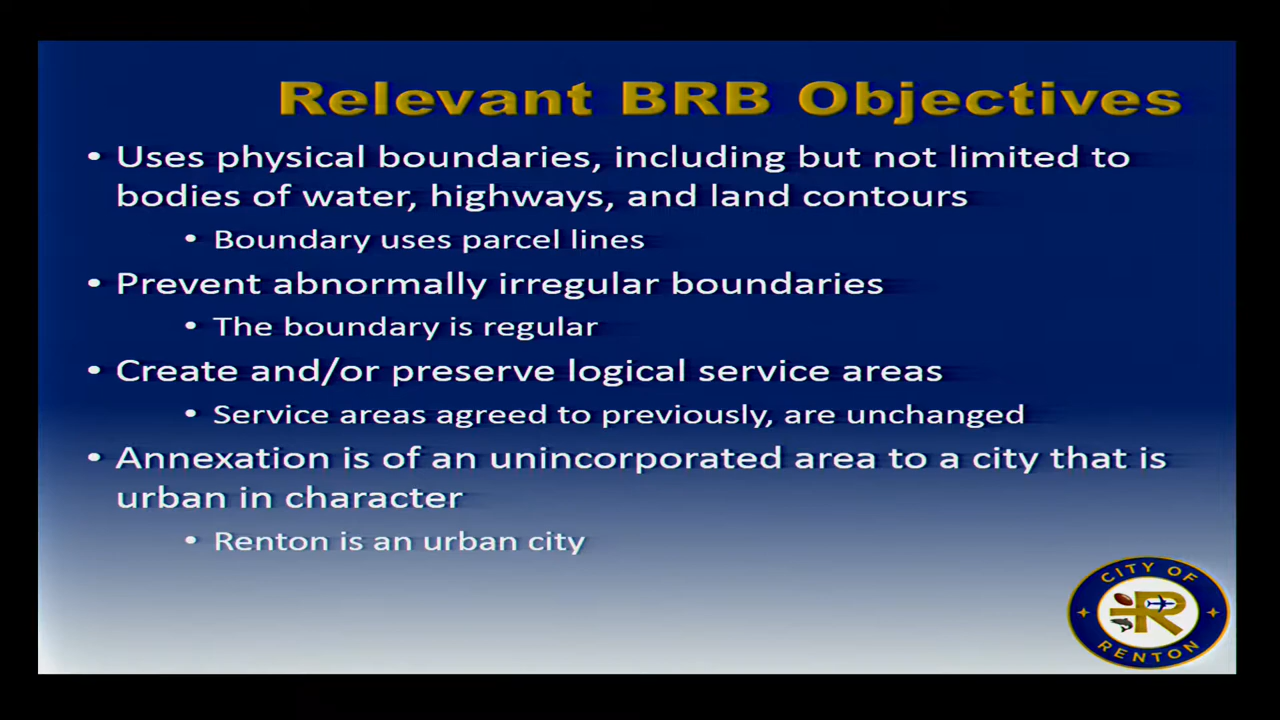 Relevant BRB Objectives
• Uses physical boundaries, including but not limited to
bodies of water, highways, and land contours
• Boundary uses parcel lines
• Prevent abnormally irregular boundaries
• The boundary is regular
• Create and/or preserve logical service areas
• Service areas agreed to previously, are unchanged
• Annexation is of an unincorporated area to a city that is
urban in character
• Renton is an urban city
CITY OF
R
RENTON